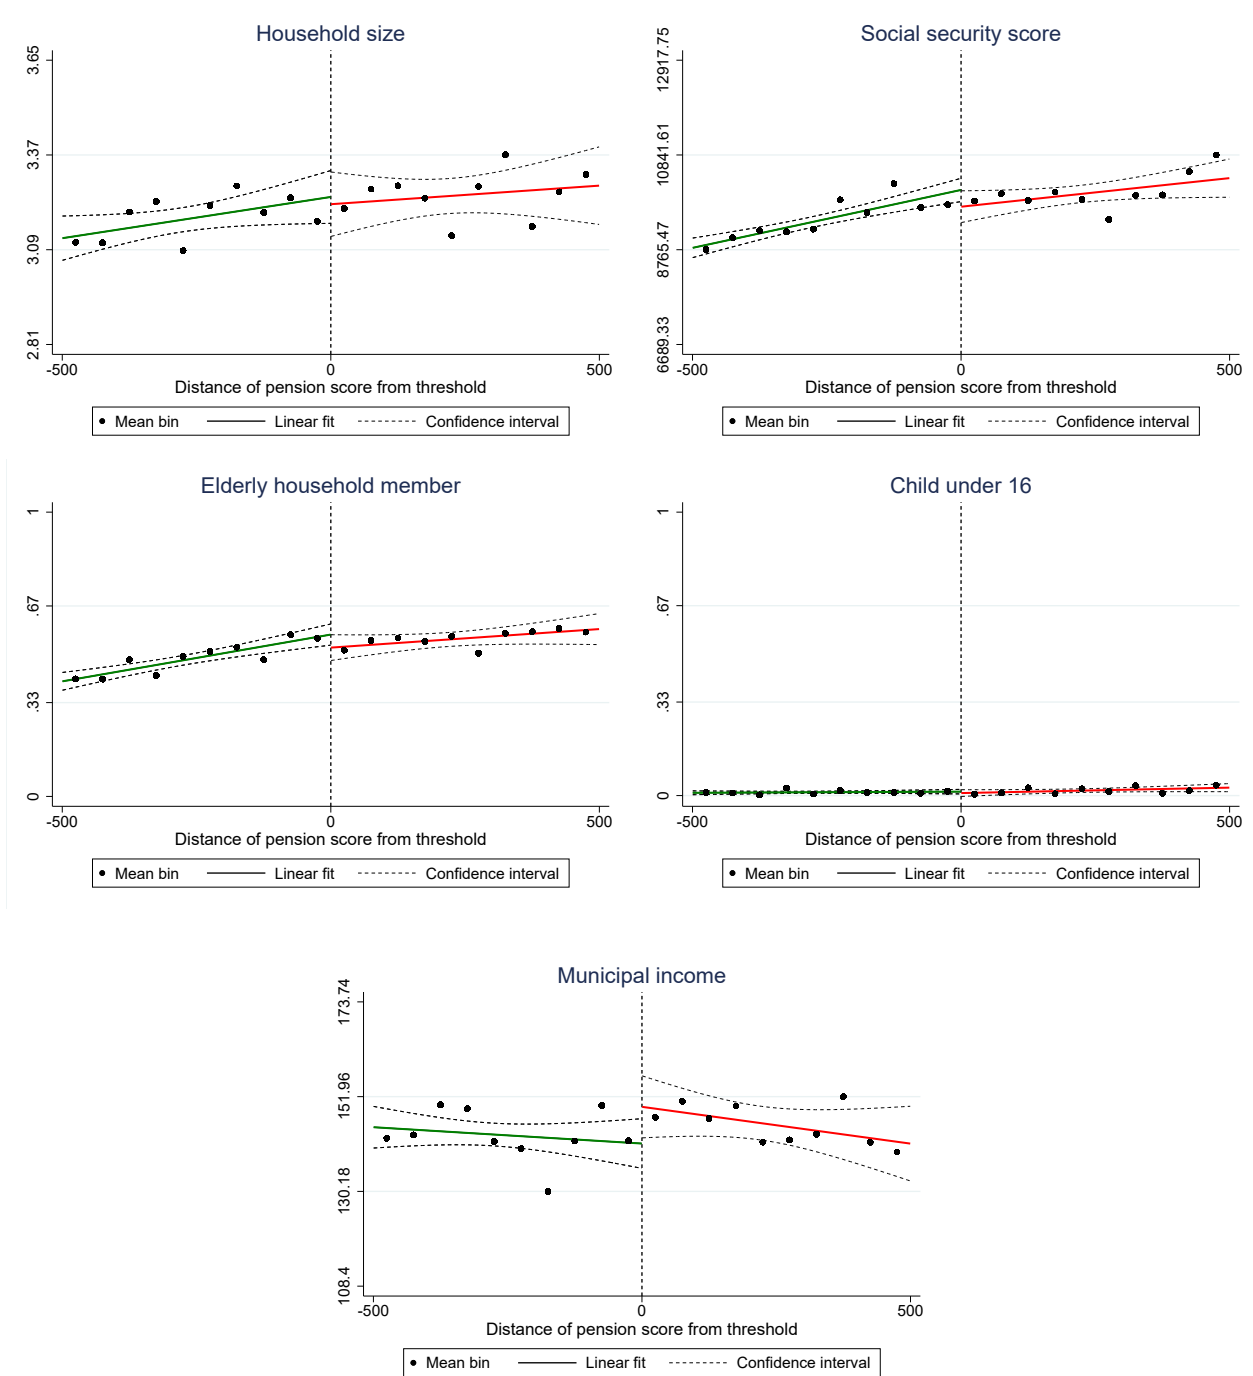 Household size
3.65
3.37
3.09
2.81
-500 0 500
Distance of pension score from threshold
Mean bin Linear fit Confidence interval
Social security score
12917.75
10841.61
8765.47
6689.33
-500 0 500
Distance of pension score from threshold
Mean bin Linear fit Confidence interval
Elderly household member
1
.67
.33
0
-500 0 500
Distance of pension score from threshold
Mean bin Linear fit Confidence interval
Child under 16
1
.67
.33
0
-500 0 500
Distance of pension score from threshold
Mean bin Linear fit Confidence interval
Municipal income
173.74
151.96
130.18
108.4
-500 0 500
Distance of pension score from threshold
Mean bin Linear fit Confidence interval